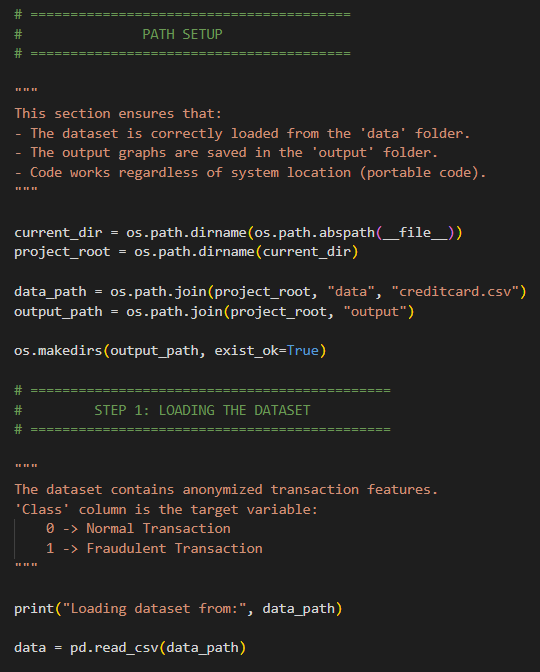 # ========================================
#               PATH SETUP
# ========================================
"""
This section ensures that:
- The dataset is correctly loaded from the 'data' folder.
- The output graphs are saved in the 'output' folder.
- Code works regardless of system location (portable code).
"""
current_dir = os.path.dirname(os.path.abspath(__file__))
project_root = os.path.dirname(current_dir)
data_path = os.path.join(project_root, "data", "creditcard.csv")
output_path = os.path.join(project_root, "output")
os.makedirs(output_path, exist_ok=True)
# =============================================
#         STEP 1: LOADING THE DATASET
# =============================================
"""
The dataset contains anonymized transaction features.
'Class' column is the target variable:
    0 -> Normal Transaction
    1 -> Fraudulent Transaction
"""
print("Loading dataset from:", data_path)
data = pd.read_csv(data_path)